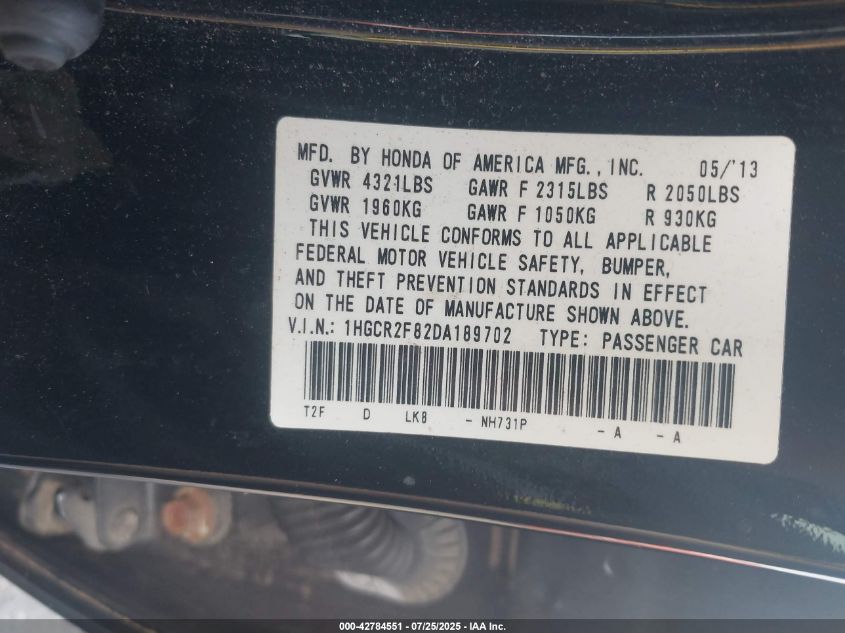 MFD. BY HONDA OF AMERICA MFG., INC. 05/'13
GVWR 4321LBS GAWR F 2315LBS R 2050LBS
GVWR 1960KG GAWR F 1050KG R 930KG
THIS VEHICLE CONFORMS TO ALL APPLICABLE
FEDERAL MOTOR VEHICLE SAFETY, BUMPER,
AND THEFT PREVENTION STANDARDS IN EFFECT
ON THE DATE OF MANUFACTURE SHOWN ABOVE.
V.I.N.: 1HGCR2F82DA189702 TYPE: PASSENGER CAR
T2F D LK8 - NH731P - A - A
000-42784551 / 07/25/2025 - IAA Inc.